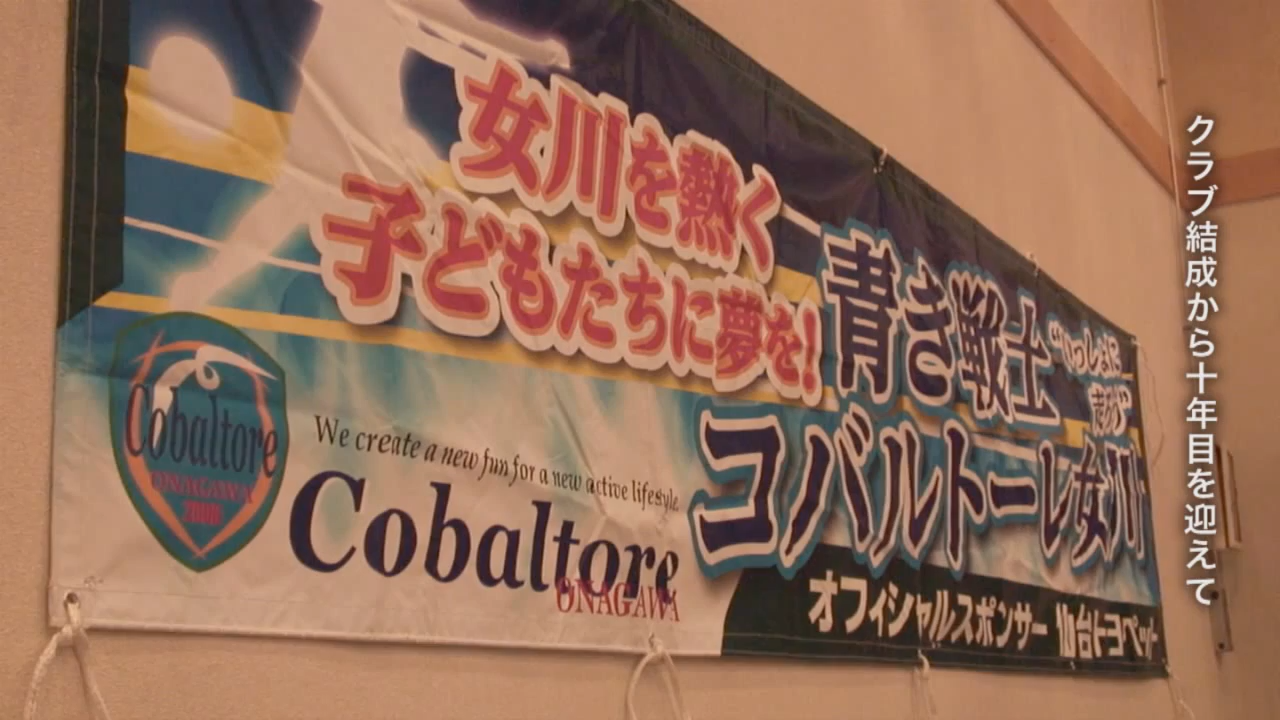 クラブ結成から十年目を迎えて
女川を熱く
子どもたちに夢を!
青き戦士
コバルトーレ女川
オフィシャルスポンサー 仙台トヨペット
Cobaltore
ONAGAWA
2006
We create a new fun for a new active lifestyle.
Cobaltore
ONAGAWA